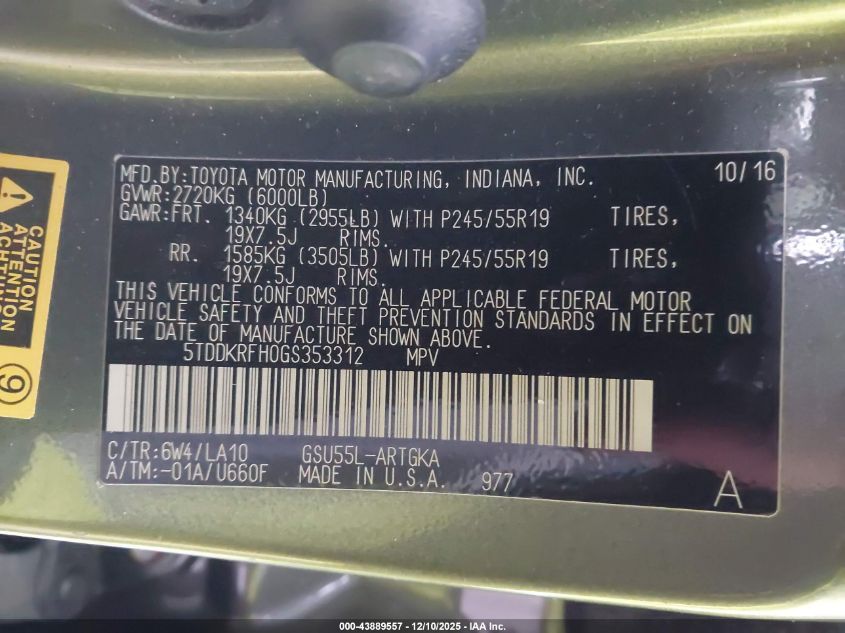 MFD.BY:TOYOTA MOTOR MANUFACTURING, INDIANA, INC. 10/16
GVWR:2720KG (6000LB)
GAWR:FRT. 1340KG (2955LB) WITH P245/55R19 TIRES,
19X7.5J RIMS.
RR. 1585KG (3505LB) WITH P245/55R19 TIRES,
19X7.5J RIMS.
THIS VEHICLE CONFORMS TO ALL APPLICABLE FEDERAL MOTOR
VEHICLE SAFETY AND THEFT PREVENTION STANDARDS IN EFFECT ON
THE DATE OF MANUFACTURE SHOWN ABOVE.
5TDDKRFH0GS353312 MPV
C/TR:6W4/LA10 GSU55L-ARTGKA
A/TM:-01A/U660F MADE IN U.S.A. 977 A
CAUTION
ATTENTION
ACHTUNG
9
000-43889557 - 12/10/2025 - IAA Inc.